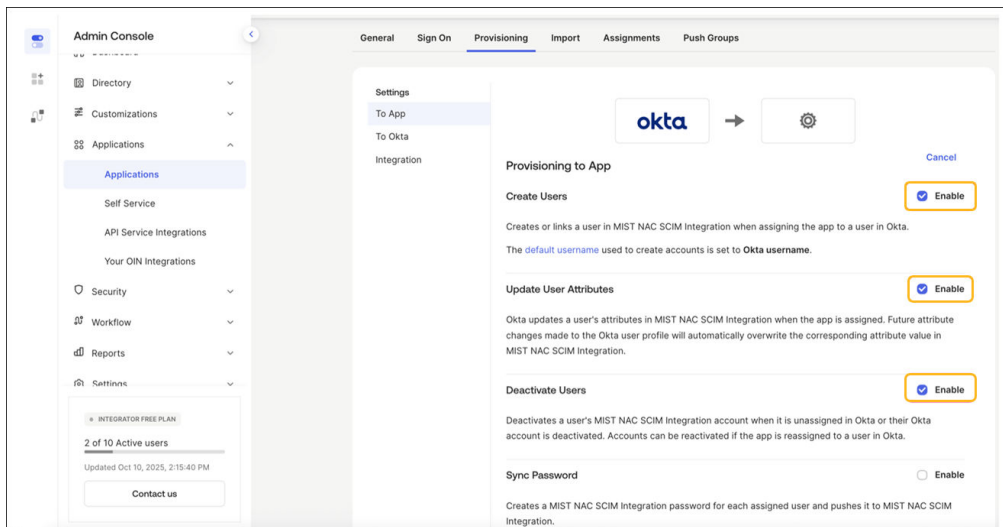 Admin Console
Directory
Customizations
Applications
Applications
Self Service
API Service Integrations
Your OIN Integrations
Security
Workflow
Reports
Settings
INTEGRATOR FREE PLAN
2 of 10 Active users
Updated Oct 10, 2025, 2:15:40 PM
Contact us
General Sign On Provisioning Import Assignments Push Groups
Settings
To App
To Okta
Integration
okta
Provisioning to App
Cancel
Create Users
Enable
Creates or links a user in MIST NAC SCIM Integration when assigning the app to a user in Okta.
The default username used to create accounts is set to Okta username.
Update User Attributes
Enable
Okta updates a user's attributes in MIST NAC SCIM Integration when the app is assigned. Future attribute
changes made to the Okta user profile will automatically overwrite the corresponding attribute value in
MIST NAC SCIM Integration.
Deactivate Users
Enable
Deactivates a user's MIST NAC SCIM Integration account when it is unassigned in Okta or their Okta
account is deactivated. Accounts can be reactivated if the app is reassigned to a user in Okta.
Sync Password
Enable
Creates a MIST NAC SCIM Integration password for each assigned user and pushes it to MIST NAC SCIM
Integration.